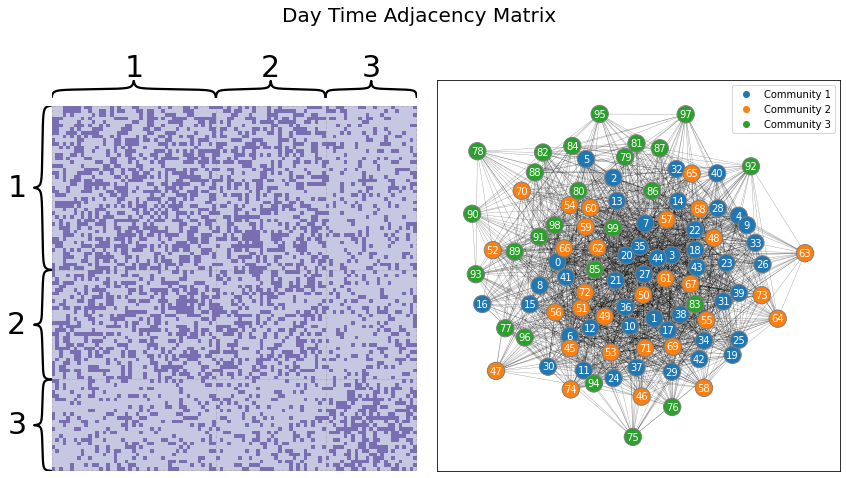 Day Time Adjacency Matrix
1 2 3
1
2
3
Community 1
Community 2
Community 3
95 97
78 82 84 5 81 79 87
88 2 32 65 40 92
70 80 13 86 14
90 54 60 7 57 68 28 4
98 59 99 22 9
91 48
52 89 66 62 35 18 33 63
0 20 44 3 23 26
93 41 85 21 27 61 43
8 72 50 67 39 73
16 15 51 36 83 31
56 49 1 38 55 64
77 12 10 17
96 6 34 25
45 53 71 69 19
47 30 11 37 29 42
74 94 24 46 58
76
75